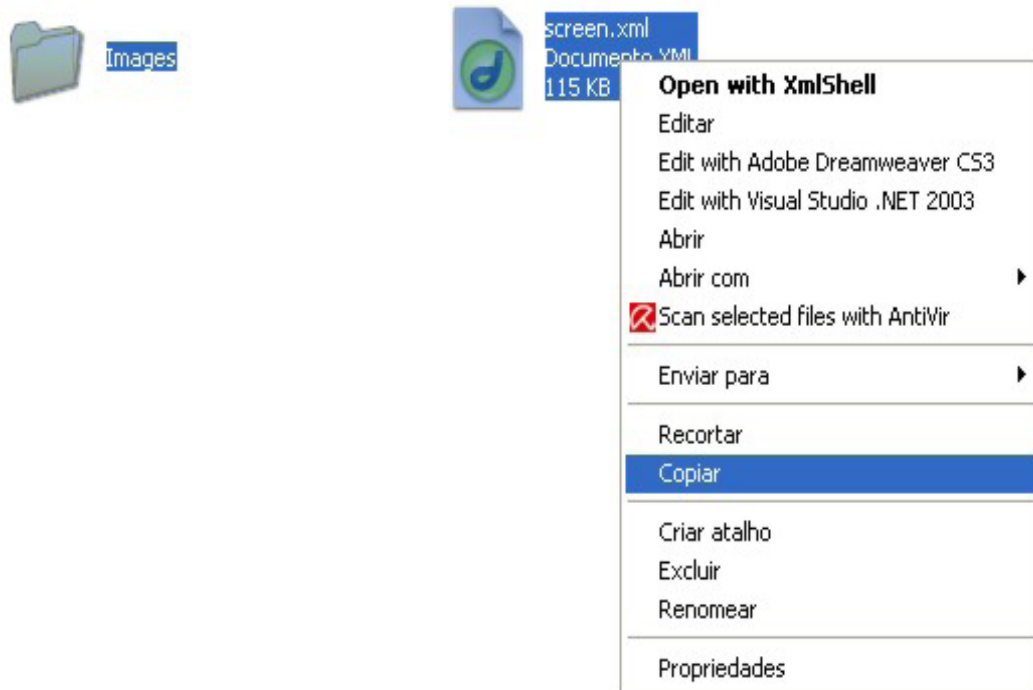 Images
screen.xml
Documento XML
115 KB
Open with XmlShell
Editar
Edit with Adobe Dreamweaver CS3
Edit with Visual Studio .NET 2003
Abrir
Abrir com
Scan selected files with AntiVir
Enviar para
Recortar
Copiar
Criar atalho
Excluir
Renomear
Propriedades